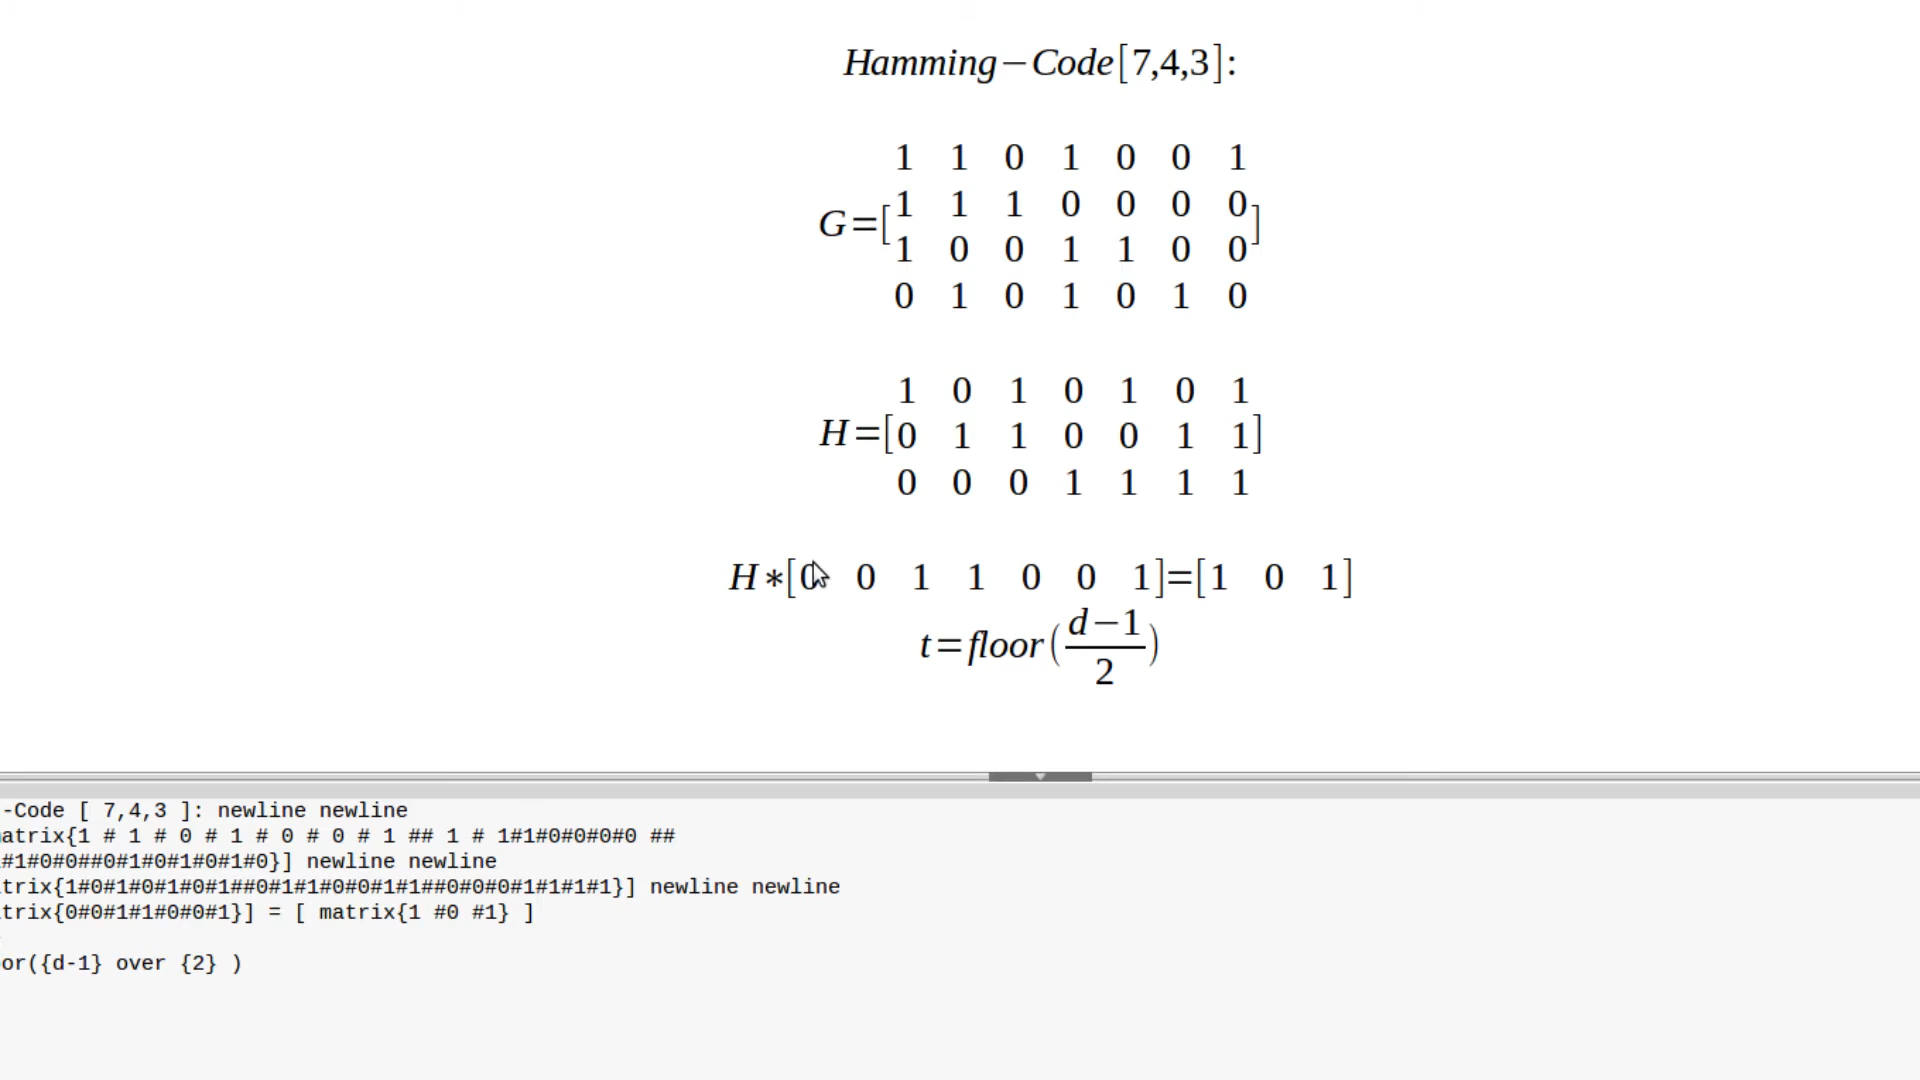 Hamming−Code[7,4,3]:
1 1 0 1 0 0 1
1 1 1 0 0 0 0
G=[ ]
1 0 0 1 1 0 0
0 1 0 1 0 1 0
1 0 1 0 1 0 1
H=[0 1 1 0 0 1 1]
0 0 0 1 1 1 1
H∗[0 0 1 1 0 0 1]=[1 0 1]
t=floor(d−1/2)
-Code [ 7,4,3 ]: newline newline
atrix{1 # 1 # 0 # 1 # 0 # 0 # 1 ## 1 # 1#1#0#0#0#0 ##
#1#0#0##0#1#0#1#0#1#0}] newline newline
trix{1#0#1#0#1#0#1##0#1#1#0#0#1#1##0#0#0#1#1#1#1}] newline newline
trix{0#0#1#1#0#0#1}] = [ matrix{1 #0 #1} ]
or({d-1} over {2} )